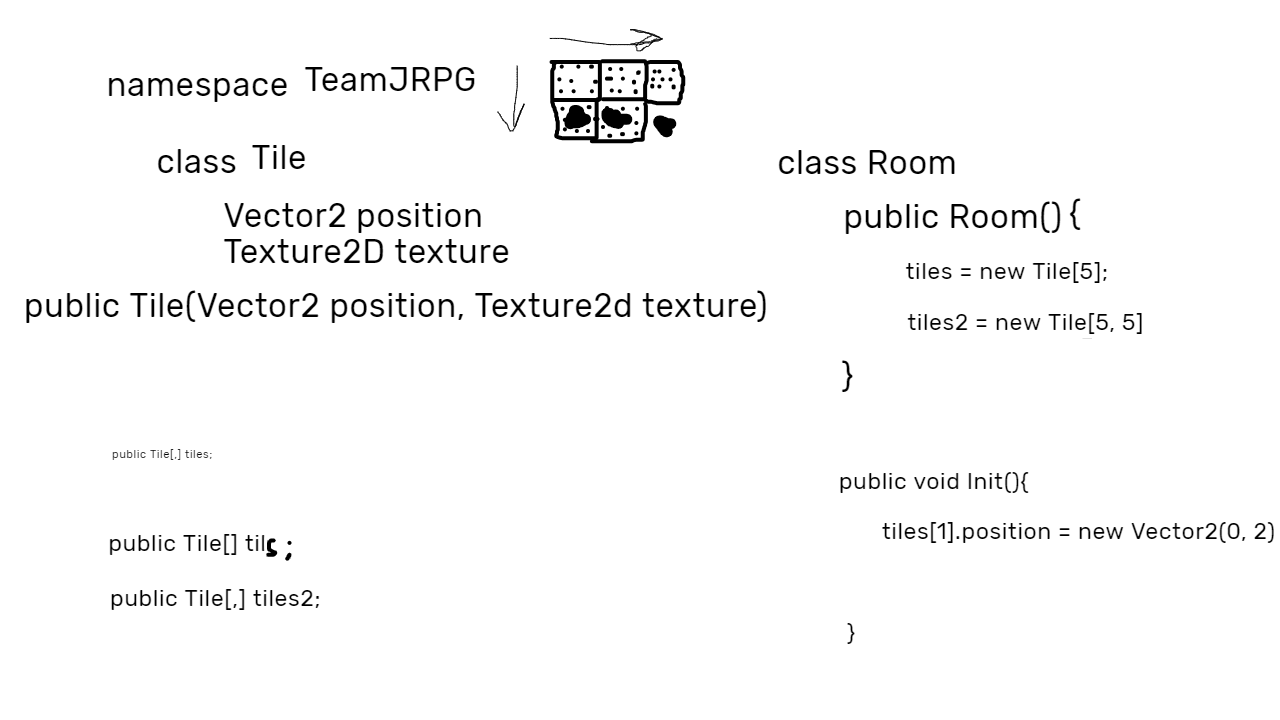 namespace TeamJRPG
class Tile
Vector2 position
Texture2D texture
public Tile(Vector2 position, Texture2d texture)
public Tile[,] tiles;
public Tile[] tils;
public Tile[,] tiles2;
class Room
public Room() {
tiles = new Tile[5];
tiles2 = new Tile[5, 5]
}
public void Init(){
tiles[1].position = new Vector2(0, 2)
}